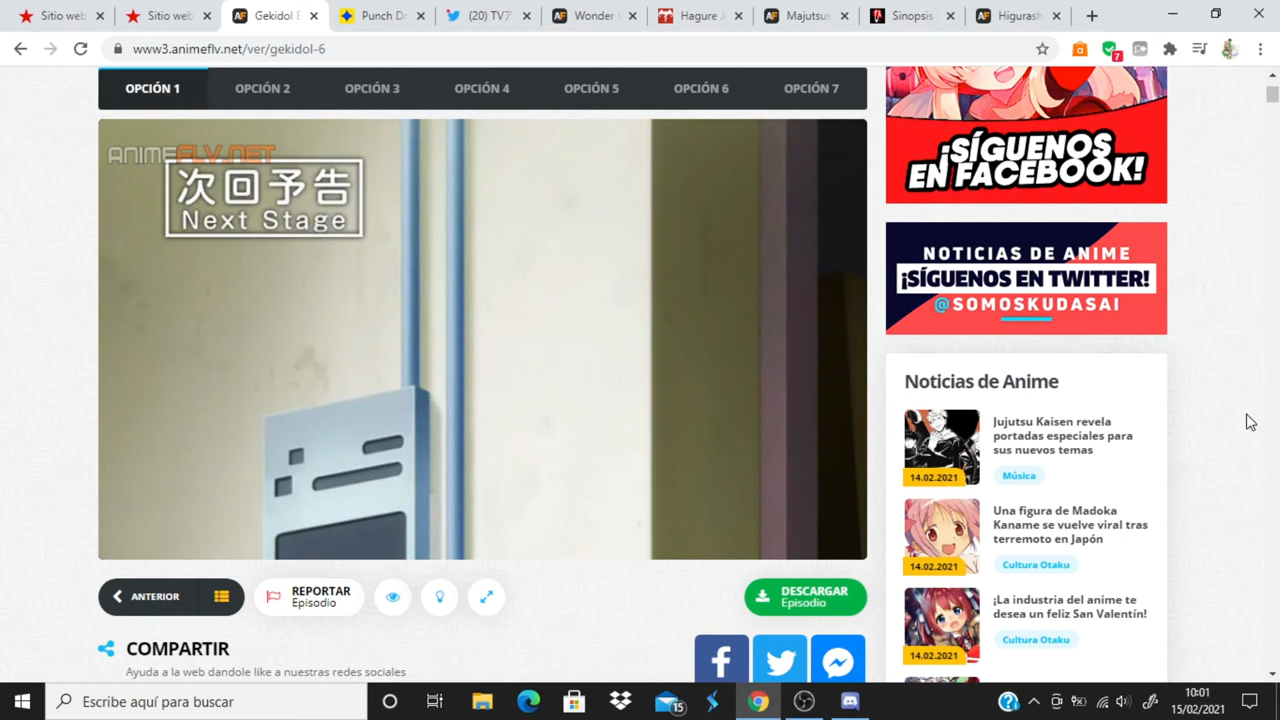 Sitio web
Sitio web
Gekidol E
Punch Dr
(20) TV7
Wonder E
Hagure J
Majutsus
Sinopsis
Higurash
www3.animeflv.net/ver/gekidol-6
7
OPCIÓN 1
OPCIÓN 2
OPCIÓN 3
OPCIÓN 4
OPCIÓN 5
OPCIÓN 6
OPCIÓN 7
ANIMEFLV.NET
次回予告
Next Stage
¡SÍGUENOS
EN FACEBOOK!
NOTICIAS DE ANIME
¡SÍGUENOS EN TWITTER!
@SOMOSKUDASAI
Noticias de Anime
Jujutsu Kaisen revela
portadas especiales para
sus nuevos temas
14.02.2021
Música
Una figura de Madoka
Kaname se vuelve viral tras
terremoto en Japón
14.02.2021
Cultura Otaku
¡La industria del anime te
desea un feliz San Valentín!
14.02.2021
Cultura Otaku
ANTERIOR
REPORTAR
Episodio
DESCARGAR
Episodio
COMPARTIR
Ayuda a la web dandole like a nuestras redes sociales
Escribe aquí para buscar
15
10:01
15/02/2021